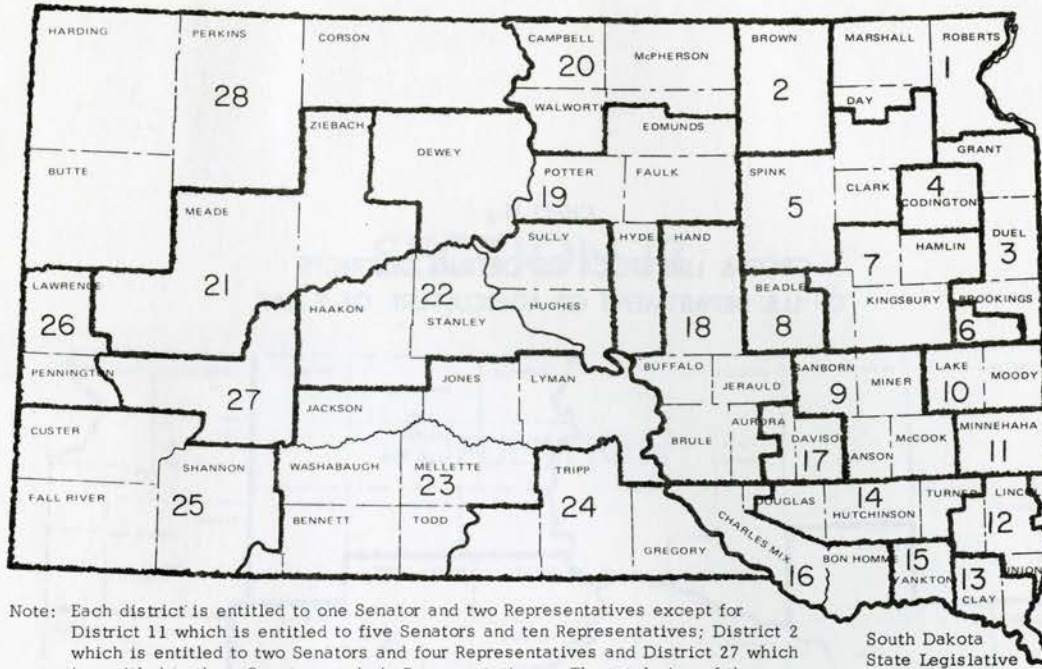 HARDING PERKINS CORSON CAMPBELL BROWN MARSHALL ROBERTS
20 McPHERSON 2 1
28 WALWORTH DAY
ZIEBACH EDMUNDS GRANT
DEWEY
BUTTE POTTER FAULK SPINK CLARK 4
19 5 CODINGTON
MEADE SULLY HYDE HAND DUEL
7 HAMLIN 3
LAWRENCE 21 22 BEADLE KINGSBURY BROOKINGS
26 HAAKON STANLEY HUGHES 18 8 6
PENNINGTON JONES LYMAN BUFFALO JERAULD SANBORN MINER LAKE MOODY
27 9 10
JACKSON AURORA
CUSTER BRULE DAVISON McCOOK MINNEHAHA
17 ANSON 11
SHANNON WASHABAUGH MELLETTE TRIPP
FALL RIVER 25 23 24 DOUGLAS 14 TURNER LINCOL
HUTCHINSON 12
BENNETT TODD GREGORY CHARLES MIX BON HOMM 15 UNION
16 YANKTON 13
CLAY
Note: Each district is entitled to one Senator and two Representatives except for
District 11 which is entitled to five Senators and ten Representatives; District 2
which is entitled to two Senators and four Representatives and District 27 which
South Dakota
State Legislative